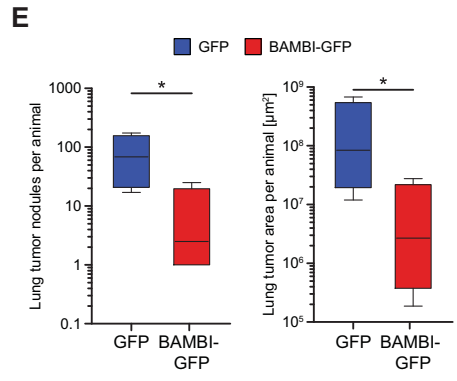 E
GFP BAMBI-GFP
Lung tumor nodules per animal
1000
100
10
1
0.1
*
GFP BAMBI-
GFP
Lung tumor area per animal [µm²]
10⁹
10⁸
10⁷
10⁶
10⁵
*
GFP BAMBI-
GFP